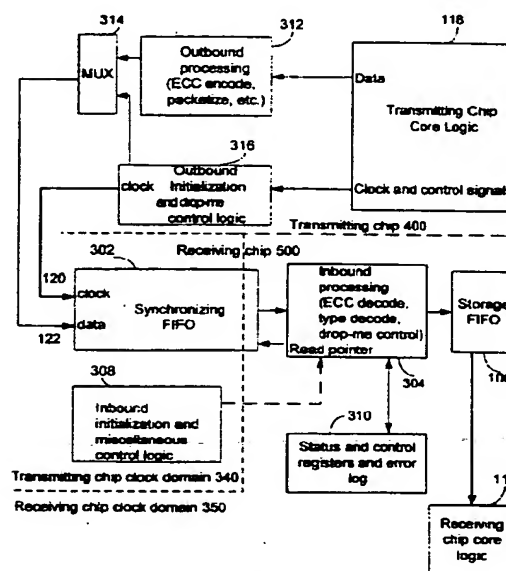 314
312
118
MUX
Outbound
processing
(ECC encode,
packetize, etc.)
Data
Transmitting Chip
Core Logic
316
Outbound
clock
Initialization
and drop-me
control logic
Clock and control signals
Transmitting chip 400
302
Receiving chip 500
120
clock
Synchronizing
FIFO
data
122
Inbound
processing
(ECC decode,
type decode,
drop-me
control)
Read pointer
304
Storage
FIFO
308
Inbound
initialization and
miscellaneous
control logic
310
Status and control
registers and error
log
Transmitting chip clock domain 340
Receiving chip clock domain 350
Receiving
chip core
logic